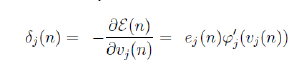 δ_j(n) = − ∂ℰ(n)/∂v_j(n) = e_j(n)φ′_j(v_j(n))